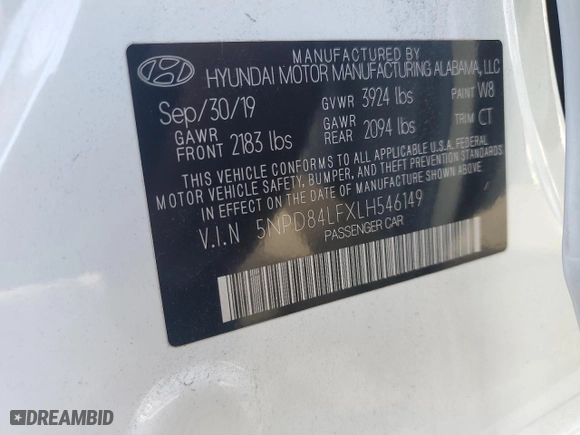 MANUFACTURED BY
HYUNDAI MOTOR MANUFACTURING ALABAMA, LLC
Sep/30/19 GVWR 3924 lbs PAINT W8
GAWR FRONT 2183 lbs GAWR REAR 2094 lbs TRIM CT
THIS VEHICLE CONFORMS TO ALL APPLICABLE U.S.A. FEDERAL
MOTOR VEHICLE SAFETY, BUMPER, AND THEFT PREVENTION
STANDARDS IN EFFECT ON THE DATE OF MANUFACTURE SHOWN ABOVE.
V.I.N 5NPD84LFXLH546149
PASSENGER CAR
DREAMBID